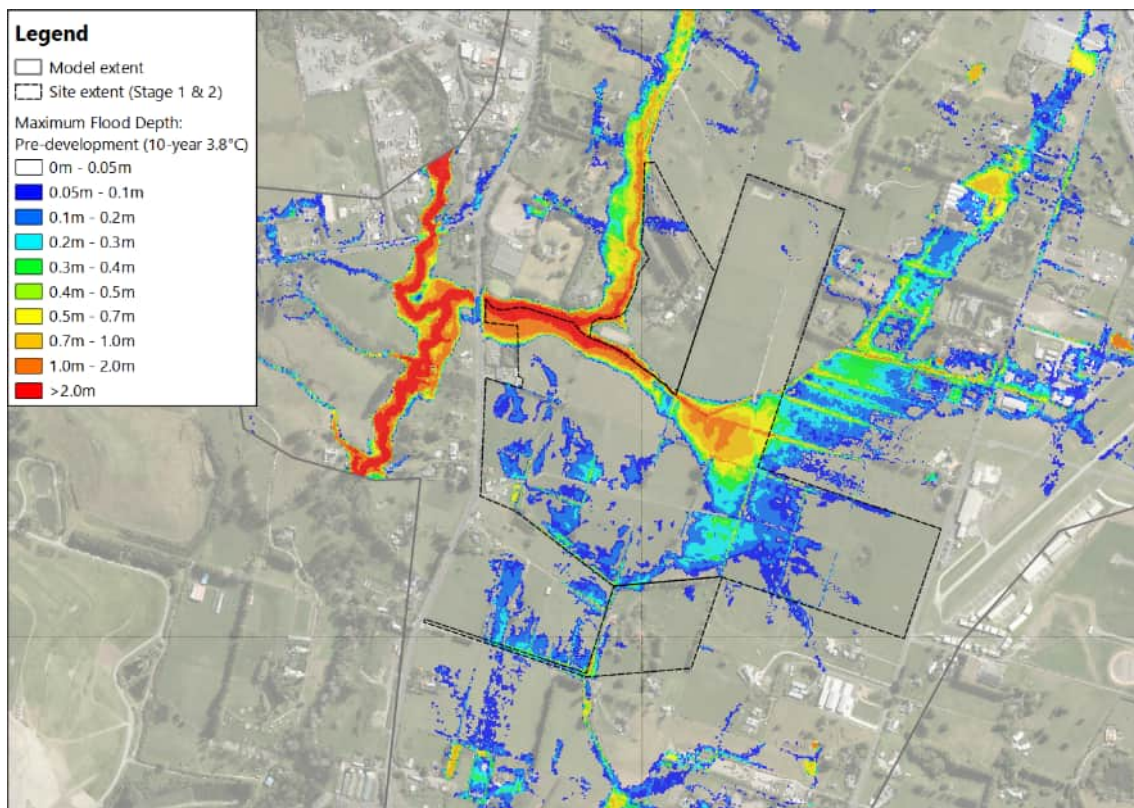 Legend
Model extent
Site extent (Stage 1 & 2)
Maximum Flood Depth:
Pre-development (10-year 3.8°C)
0m - 0.05m
0.05m - 0.1m
0.1m - 0.2m
0.2m - 0.3m
0.3m - 0.4m
0.4m - 0.5m
0.5m - 0.7m
0.7m - 1.0m
1.0m - 2.0m
>2.0m